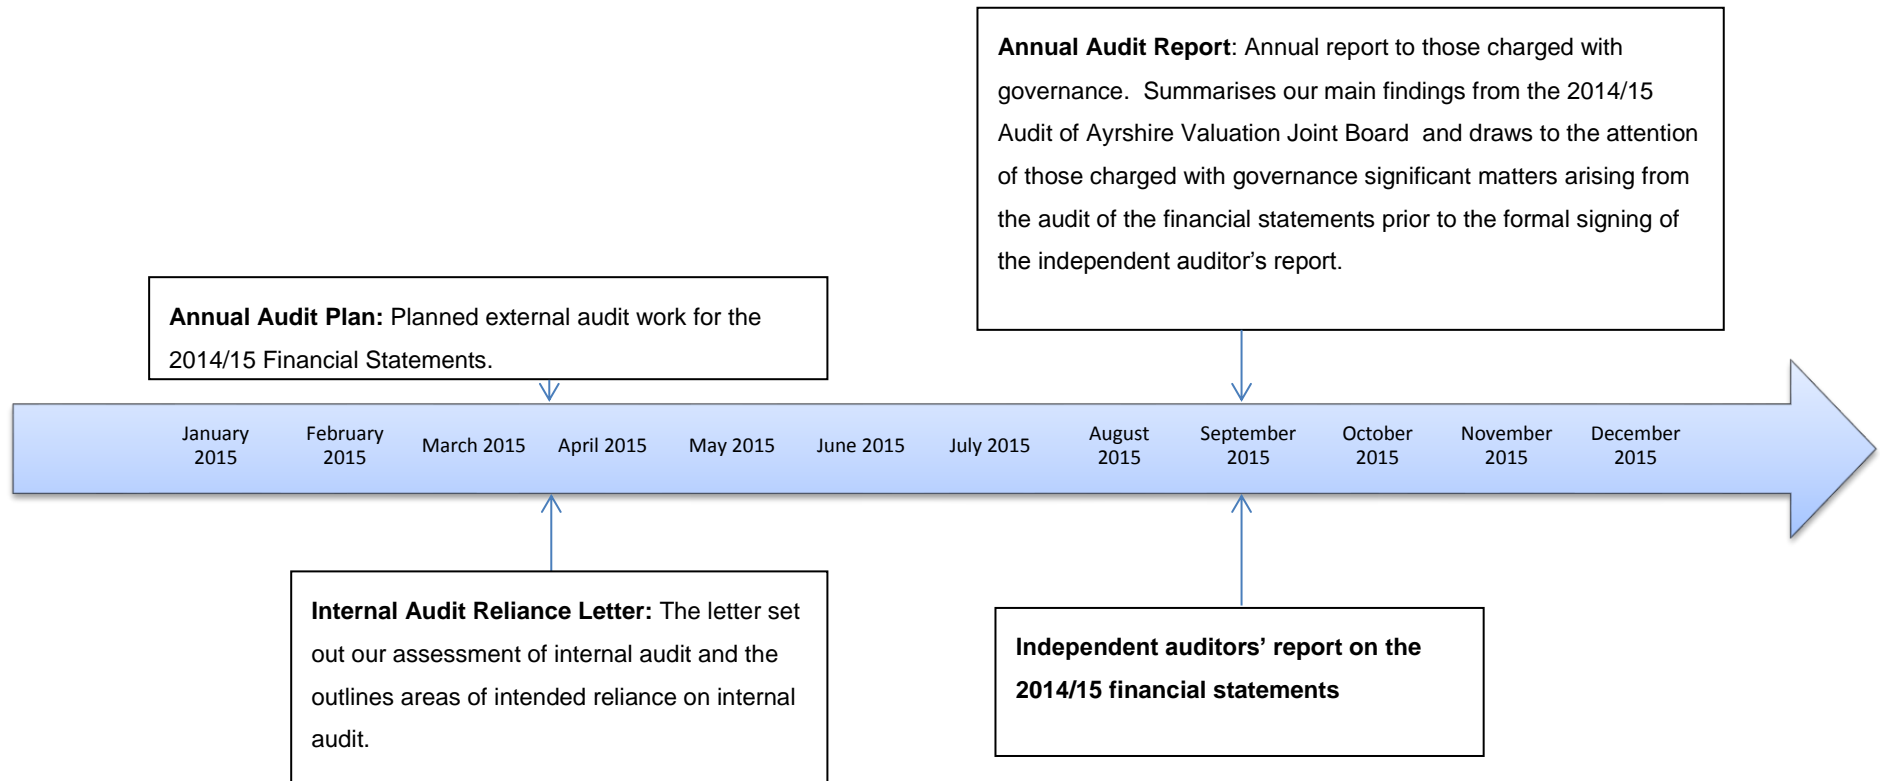 Annual Audit Report: Annual report to those charged with
governance. Summarises our main findings from the 2014/15
Audit of Ayrshire Valuation Joint Board and draws to the attention
of those charged with governance significant matters arising from
the audit of the financial statements prior to the formal signing of
the independent auditor’s report.
Annual Audit Plan: Planned external audit work for the
2014/15 Financial Statements.
January
2015
February
2015
March 2015
April 2015
May 2015
June 2015
July 2015
August
2015
September
2015
October
2015
November
2015
December
2015
Internal Audit Reliance Letter: The letter set
out our assessment of internal audit and the
outlines areas of intended reliance on internal
audit.
Independent auditors’ report on the
2014/15 financial statements